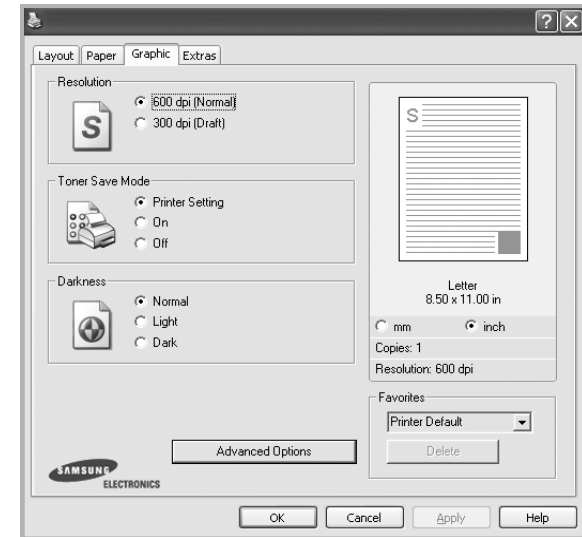 Layout Paper Graphic Extras
Resolution
600 dpi (Normal)
300 dpi (Draft)
S
Toner Save Mode
Printer Setting
On
Off
Darkness
Normal
Light
Dark
Advanced Options
SAMSUNG
ELECTRONICS
S
Letter
8.50 x 11.00 in
mm inch
Copies: 1
Resolution: 600 dpi
Favorites
Printer Default
Delete
OK Cancel Apply Help